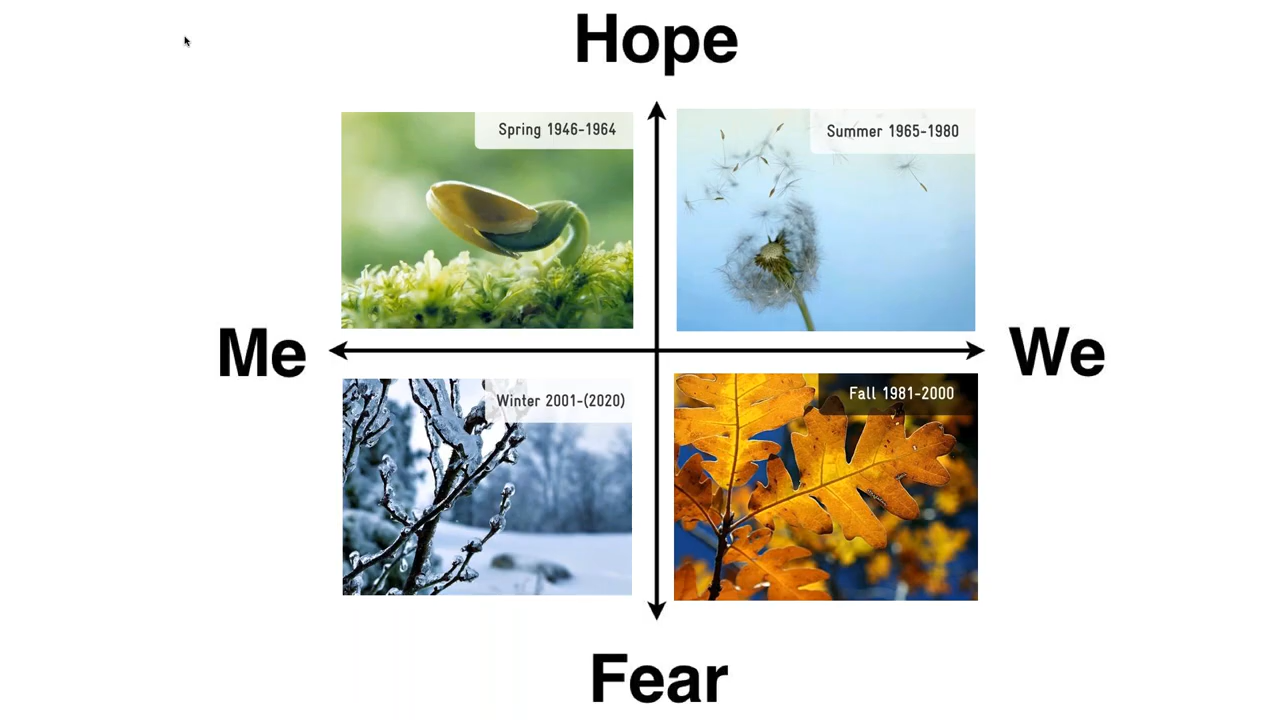 Hope
Spring 1946-1964
Summer 1965-1980
Me
We
Winter 2001-(2020)
Fall 1981-2000
Fear